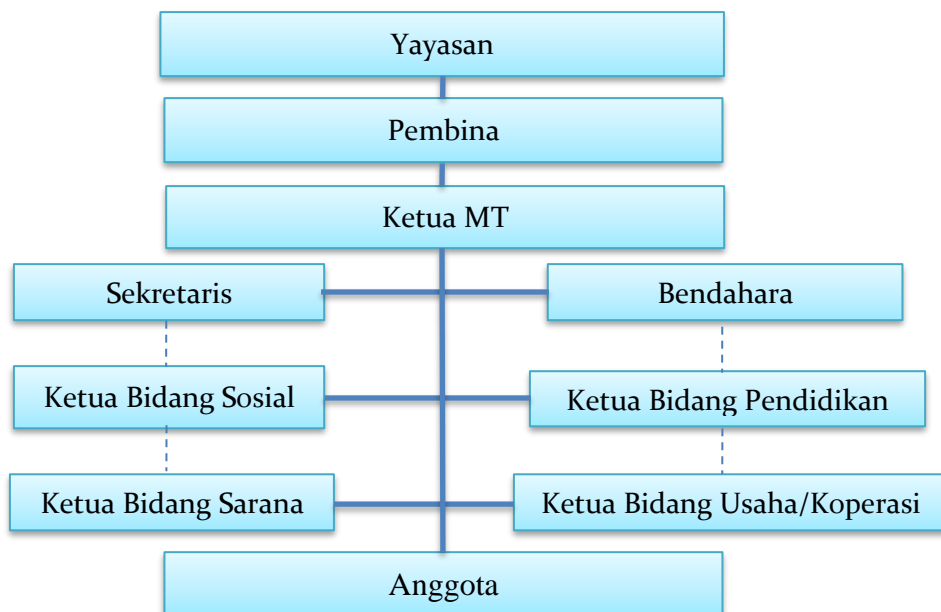 Yayasan
Pembina
Ketua MT
Sekretaris
Bendahara
Ketua Bidang Sosial
Ketua Bidang Pendidikan
Ketua Bidang Sarana
Ketua Bidang Usaha/Koperasi
Anggota